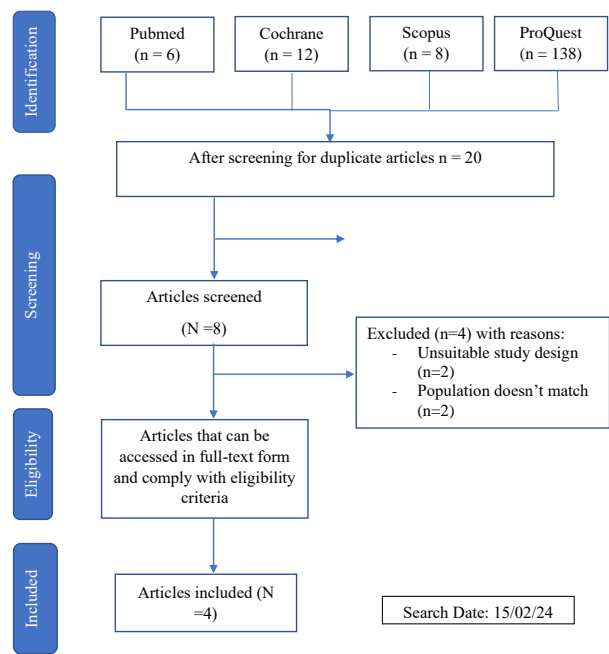 Identification
Pubmed
(n = 6)
Cochrane
(n = 12)
Scopus
(n = 8)
ProQuest
(n = 138)
After screening for duplicate articles n = 20
Screening
Articles screened
(N =8)
Excluded (n=4) with reasons:
- Unsuitable study design
(n=2)
- Population doesn’t match
(n=2)
Eligibility
Articles that can be
accessed in full-text form
and comply with eligibility
criteria
Included
Articles included (N
=4)
Search Date: 15/02/24